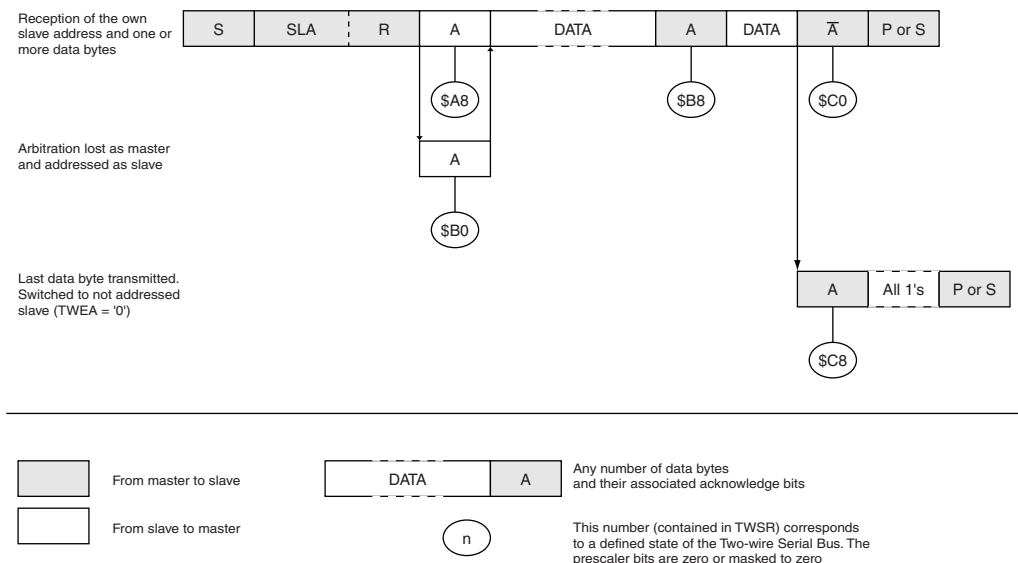 Reception of the own
slave address and one or
more data bytes
S SLA R A DATA A DATA A̅ P or S
$A8 $B8 $C0
Arbitration lost as master
and addressed as slave
A
$B0
Last data byte transmitted.
Switched to not addressed
slave (TWEA = '0')
A All 1's P or S
$C8
From master to slave
DATA A
Any number of data bytes
and their associated acknowledge bits
From slave to master
n
This number (contained in TWSR) corresponds
to a defined state of the Two-wire Serial Bus. The
prescaler bits are zero or masked to zero